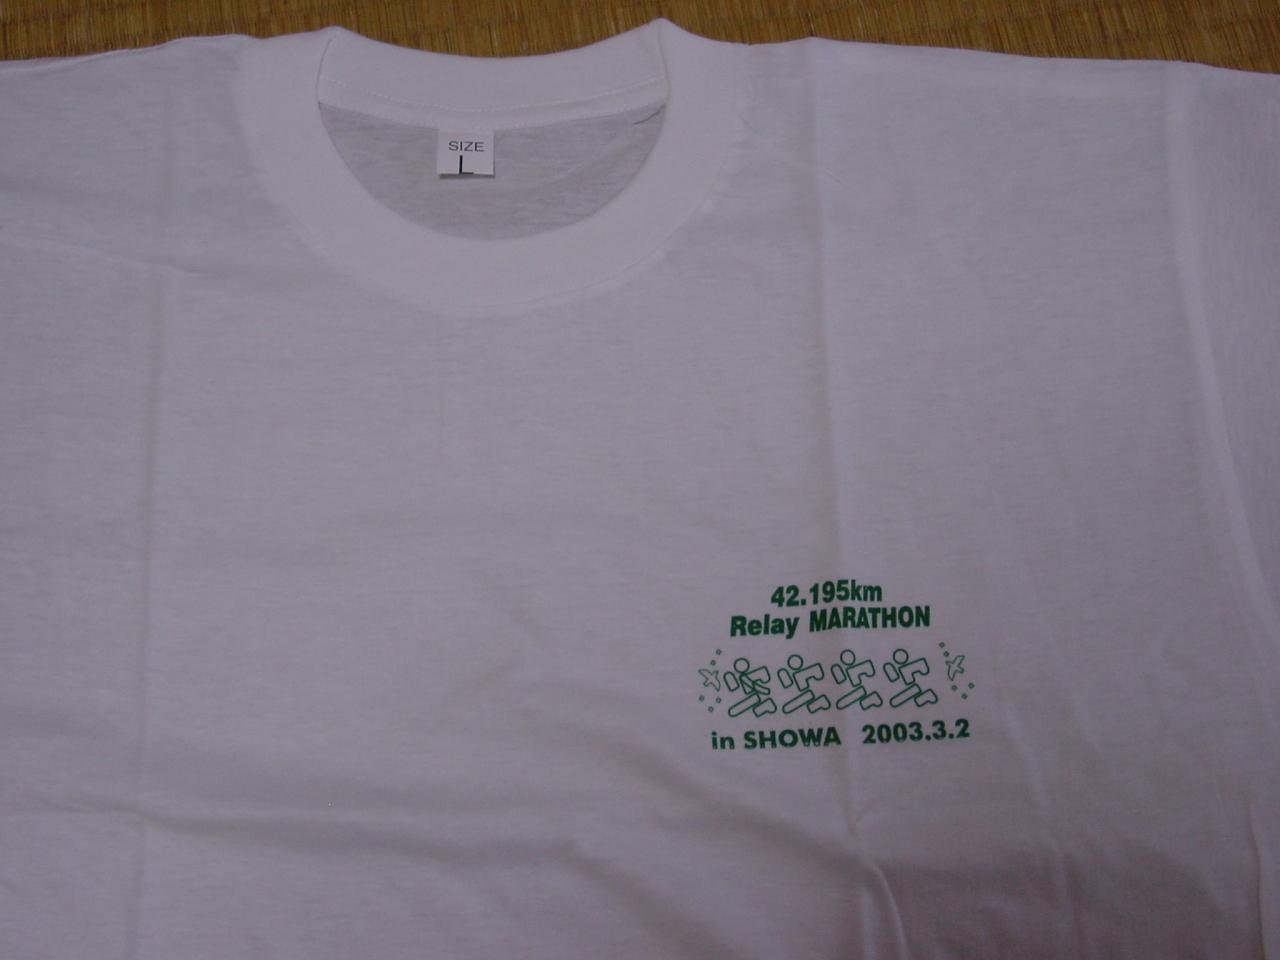 SIZE
L
42.195km
Relay MARATHON
in SHOWA 2003.3.2